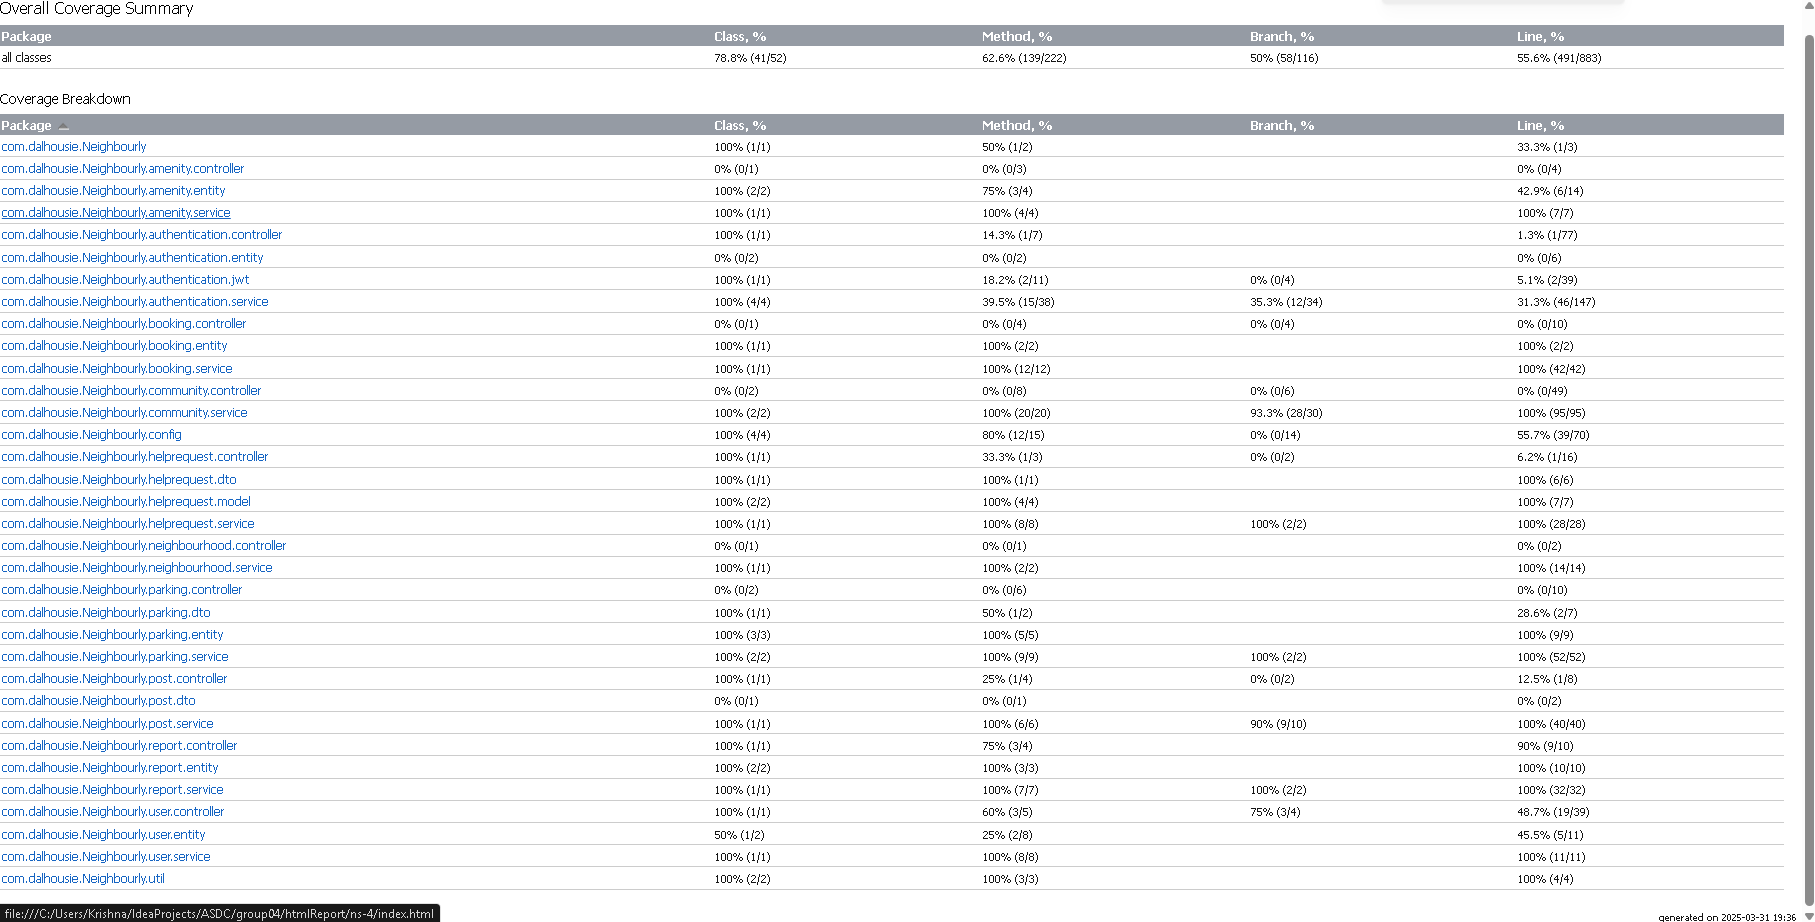 Overall Coverage Summary
Package Class, % Method, % Branch, % Line, %
all classes 78.8% (41/52) 62.6% (139/222) 50% (58/116) 55.6% (491/883)
Coverage Breakdown
Package Class, % Method, % Branch, % Line, %
com.dalhousie.Neighbourly 100% (1/1) 50% (1/2) 33.3% (1/3)
com.dalhousie.Neighbourly.amenity.controller 0% (0/1) 0% (0/3) 0% (0/4)
com.dalhousie.Neighbourly.amenity.entity 100% (2/2) 75% (3/4) 42.9% (6/14)
com.dalhousie.Neighbourly.amenity.service 100% (1/1) 100% (4/4) 100% (7/7)
com.dalhousie.Neighbourly.authentication.controller 100% (1/1) 14.3% (1/7) 1.3% (1/77)
com.dalhousie.Neighbourly.authentication.entity 0% (0/2) 0% (0/2) 0% (0/6)
com.dalhousie.Neighbourly.authentication.jwt 100% (1/1) 18.2% (2/11) 0% (0/4) 5.1% (2/39)
com.dalhousie.Neighbourly.authentication.service 100% (4/4) 39.5% (15/38) 35.3% (12/34) 31.3% (46/147)
com.dalhousie.Neighbourly.booking.controller 0% (0/1) 0% (0/4) 0% (0/4) 0% (0/10)
com.dalhousie.Neighbourly.booking.entity 100% (1/1) 100% (2/2) 100% (2/2)
com.dalhousie.Neighbourly.booking.service 100% (1/1) 100% (12/12) 100% (42/42)
com.dalhousie.Neighbourly.community.controller 0% (0/2) 0% (0/8) 0% (0/6) 0% (0/49)
com.dalhousie.Neighbourly.community.service 100% (2/2) 100% (20/20) 93.3% (28/30) 100% (95/95)
com.dalhousie.Neighbourly.config 100% (4/4) 80% (12/15) 0% (0/14) 55.7% (39/70)
com.dalhousie.Neighbourly.helprequest.controller 100% (1/1) 33.3% (1/3) 0% (0/2) 6.2% (1/16)
com.dalhousie.Neighbourly.helprequest.dto 100% (1/1) 100% (1/1) 100% (6/6)
com.dalhousie.Neighbourly.helprequest.model 100% (2/2) 100% (4/4) 100% (7/7)
com.dalhousie.Neighbourly.helprequest.service 100% (1/1) 100% (8/8) 100% (2/2) 100% (28/28)
com.dalhousie.Neighbourly.neighbourhood.controller 0% (0/1) 0% (0/1) 0% (0/2)
com.dalhousie.Neighbourly.neighbourhood.service 100% (1/1) 100% (2/2) 100% (14/14)
com.dalhousie.Neighbourly.parking.controller 0% (0/2) 0% (0/6) 0% (0/10)
com.dalhousie.Neighbourly.parking.dto 100% (1/1) 50% (1/2) 28.6% (2/7)
com.dalhousie.Neighbourly.parking.entity 100% (3/3) 100% (5/5) 100% (9/9)
com.dalhousie.Neighbourly.parking.service 100% (2/2) 100% (9/9) 100% (2/2) 100% (52/52)
com.dalhousie.Neighbourly.post.controller 100% (1/1) 25% (1/4) 0% (0/2) 12.5% (1/8)
com.dalhousie.Neighbourly.post.dto 0% (0/1) 0% (0/1) 0% (0/2)
com.dalhousie.Neighbourly.post.service 100% (1/1) 100% (6/6) 90% (9/10) 100% (40/40)
com.dalhousie.Neighbourly.report.controller 100% (1/1) 75% (3/4) 90% (9/10)
com.dalhousie.Neighbourly.report.entity 100% (2/2) 100% (3/3) 100% (10/10)
com.dalhousie.Neighbourly.report.service 100% (1/1) 100% (7/7) 100% (2/2) 100% (32/32)
com.dalhousie.Neighbourly.user.controller 100% (1/1) 60% (3/5) 75% (3/4) 48.7% (19/39)
com.dalhousie.Neighbourly.user.entity 50% (1/2) 25% (2/8) 45.5% (5/11)
com.dalhousie.Neighbourly.user.service 100% (1/1) 100% (8/8) 100% (11/11)
com.dalhousie.Neighbourly.util 100% (2/2) 100% (3/3) 100% (4/4)
file:///C:/Users/Krishna/IdeaProjects/ASDC/group04/htmlReport/ns-4/index.html
generated on 2025-03-31 19:36